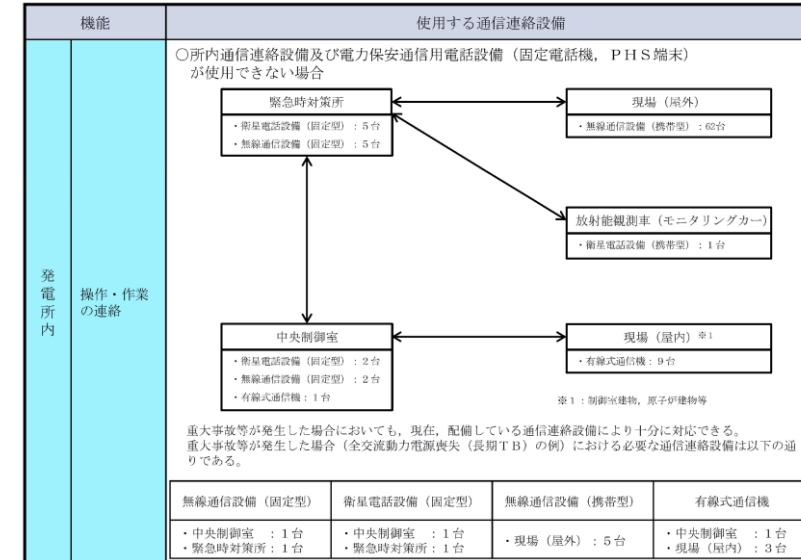 機能
使用する通信連絡設備
発電所内
操作・作業
の連絡
○所内通信連絡設備及び電力保安通信用電話設備（固定電話機，ＰＨＳ端末）
が使用できない場合
緊急時対策所
・衛星電話設備（固定型）：５台
・無線通信設備（固定型）：５台
現場（屋外）
・無線通信設備（携帯型）：62台
放射能観測車（モニタリングカー）
・衛星電話設備（携帯型）：１台
中央制御室
・衛星電話設備（固定型）：２台
・無線通信設備（固定型）：２台
・有線式通信機：１台
現場（屋内）※1
・有線式通信機：９台
※１：制御室建物，原子炉建物等
重大事故等が発生した場合においても，現在，配備している通信連絡設備により十分に対応できる。
重大事故等が発生した場合（全交流動力電源喪失（長期ＴＢ）の例）における必要な通信連絡設備は以下の通
りである。
無線通信設備（固定型）
衛星電話設備（固定型）
無線通信設備（携帯型）
有線式通信機
・中央制御室　：１台
・緊急時対策所：１台
・中央制御室　：１台
・緊急時対策所：１台
・現場（屋外）：５台
・中央制御室　：１台
・現場（屋内）：３台